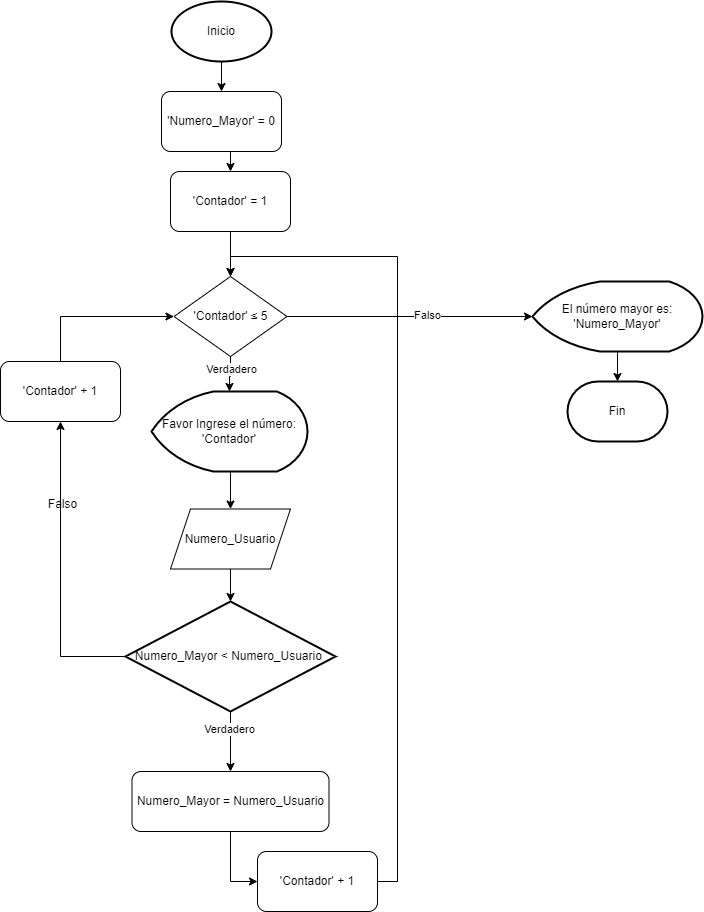 Inicio
'Numero_Mayor' = 0
'Contador' = 1
'Contador' ≤ 5
Falso
El número mayor es:
'Numero_Mayor'
Fin
Verdadero
'Contador' + 1
Favor Ingrese el número:
'Contador'
Falso
Numero_Usuario
Numero_Mayor < Numero_Usuario
Verdadero
Numero_Mayor = Numero_Usuario
'Contador' + 1